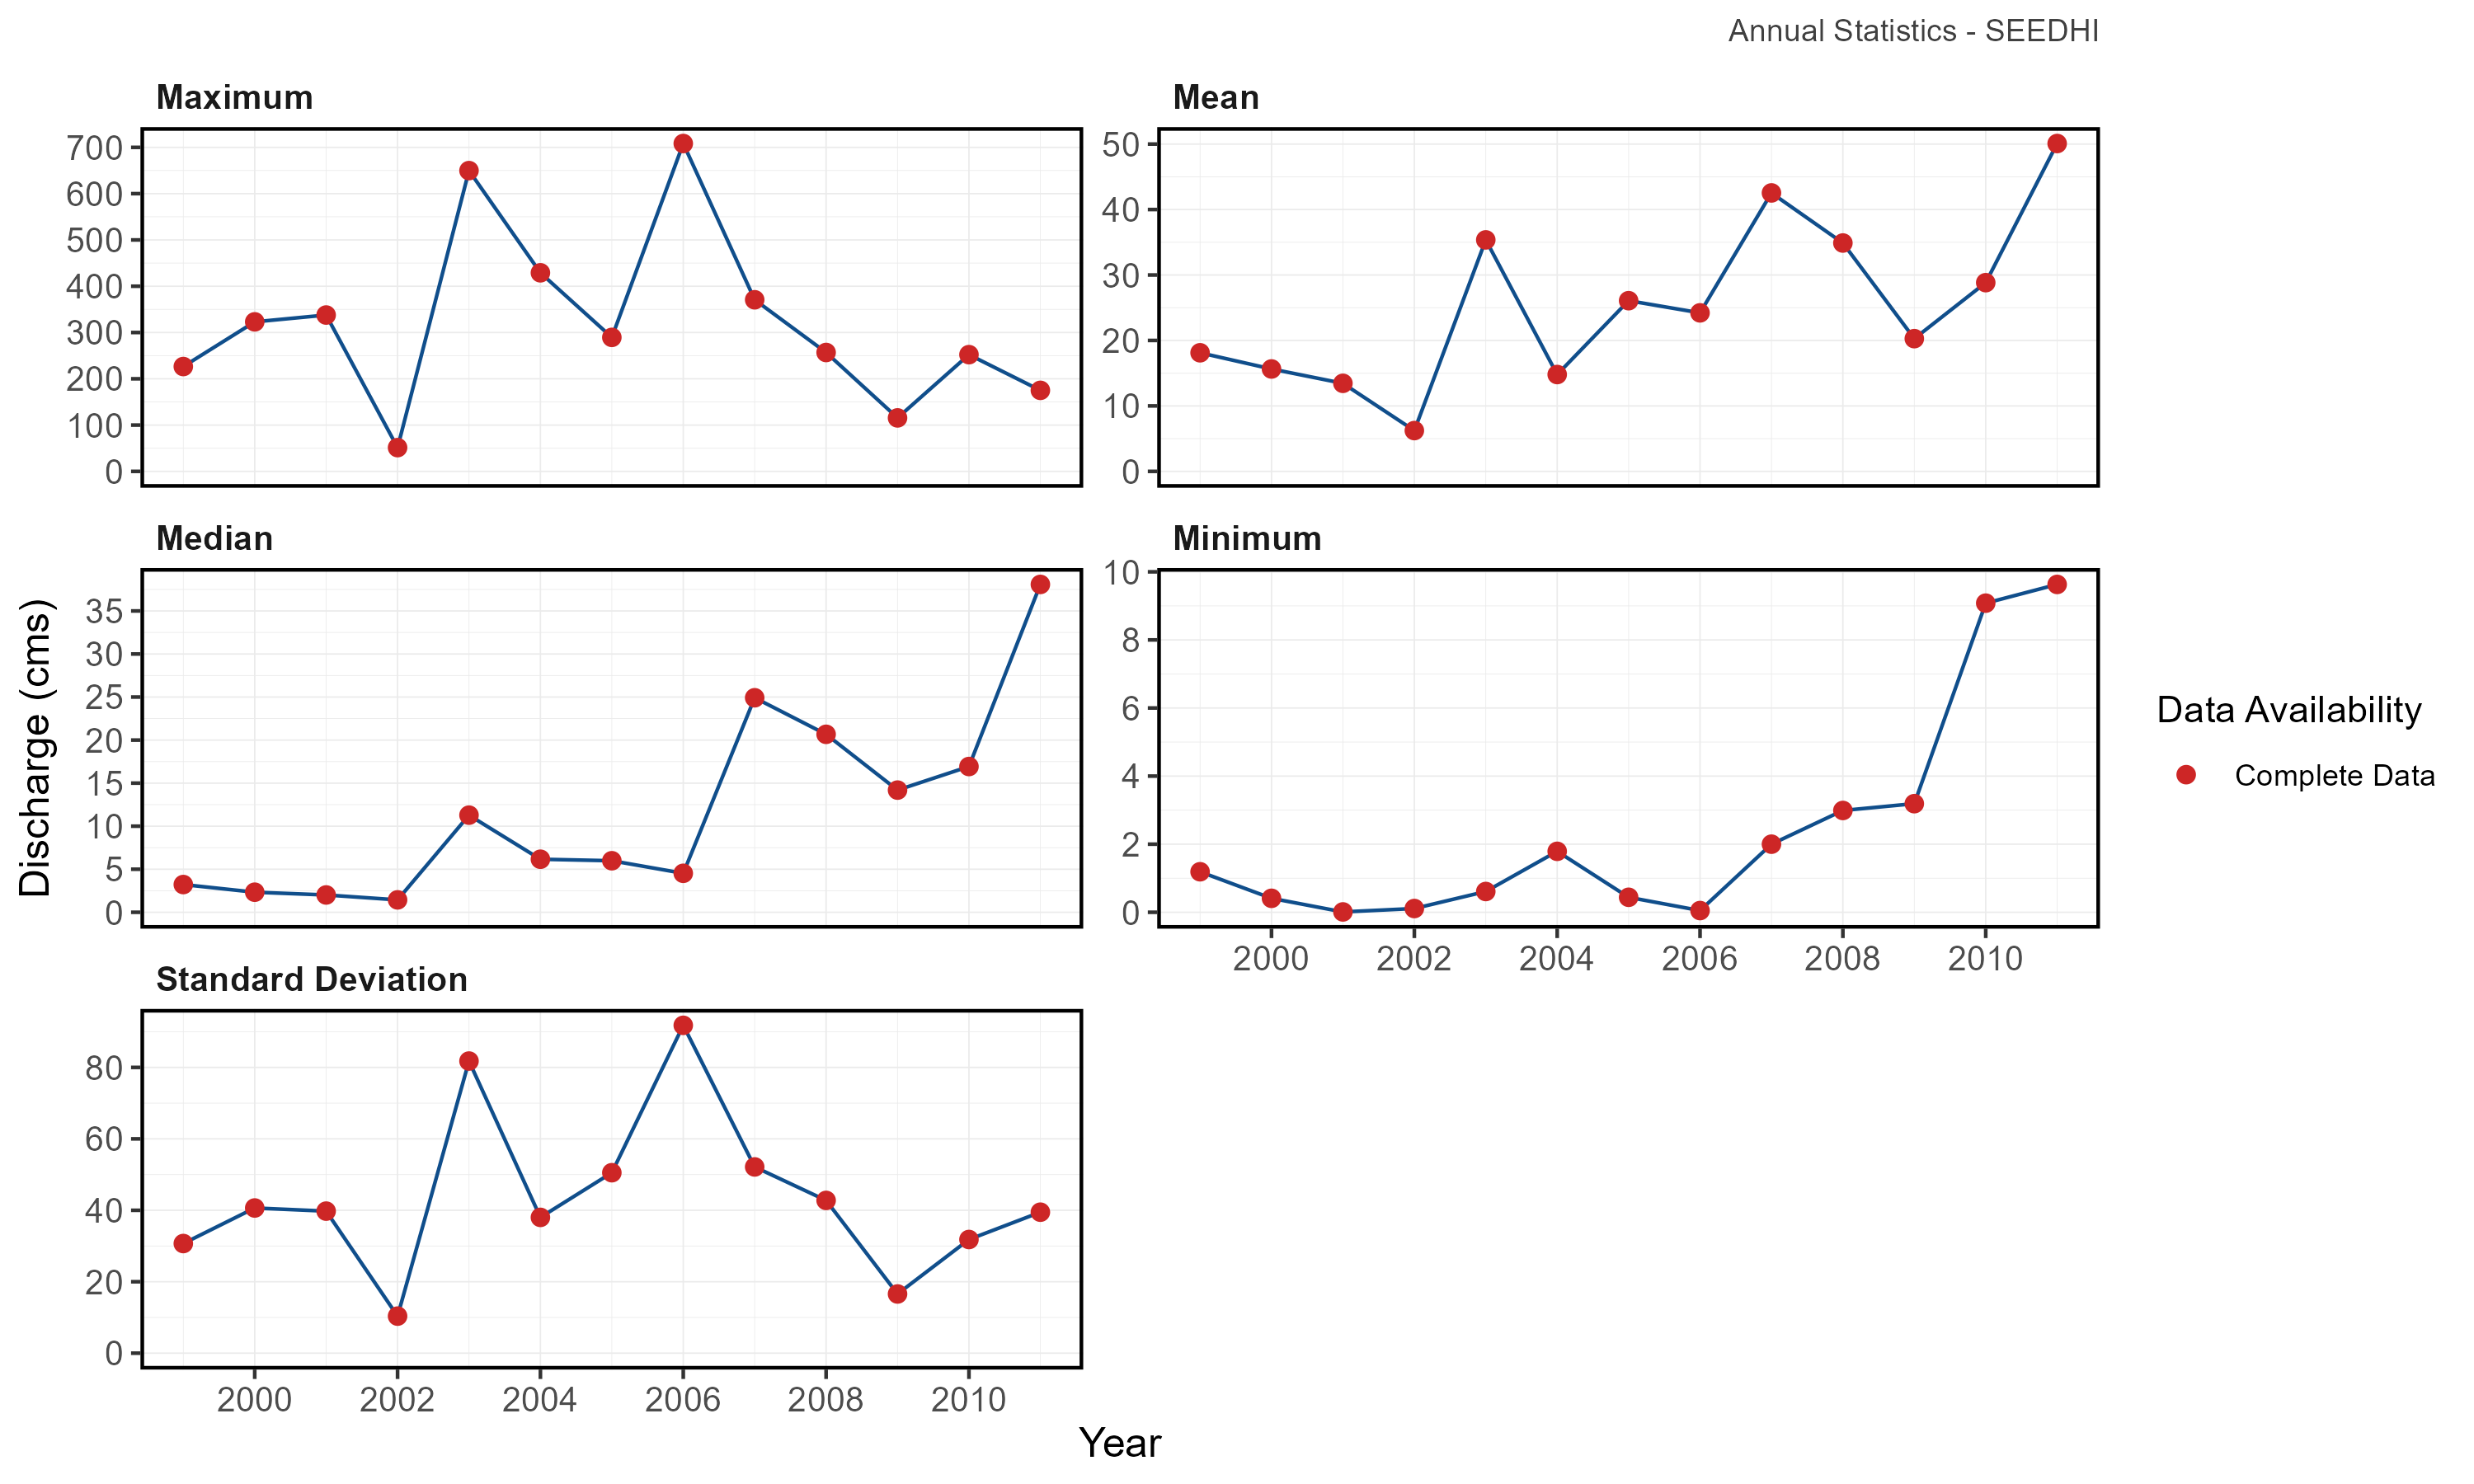 Annual Statistics - SEEDHI
Maximum
700
600
500
400
300
200
100
0
Mean
50
40
30
20
10
0
Discharge (cms)
Median
35
30
25
20
15
10
5
0
Minimum
10
8
6
4
2
0
2000 2002 2004 2006 2008 2010
Data Availability
Complete Data
Standard Deviation
80
60
40
20
0
2000 2002 2004 2006 2008 2010
Year